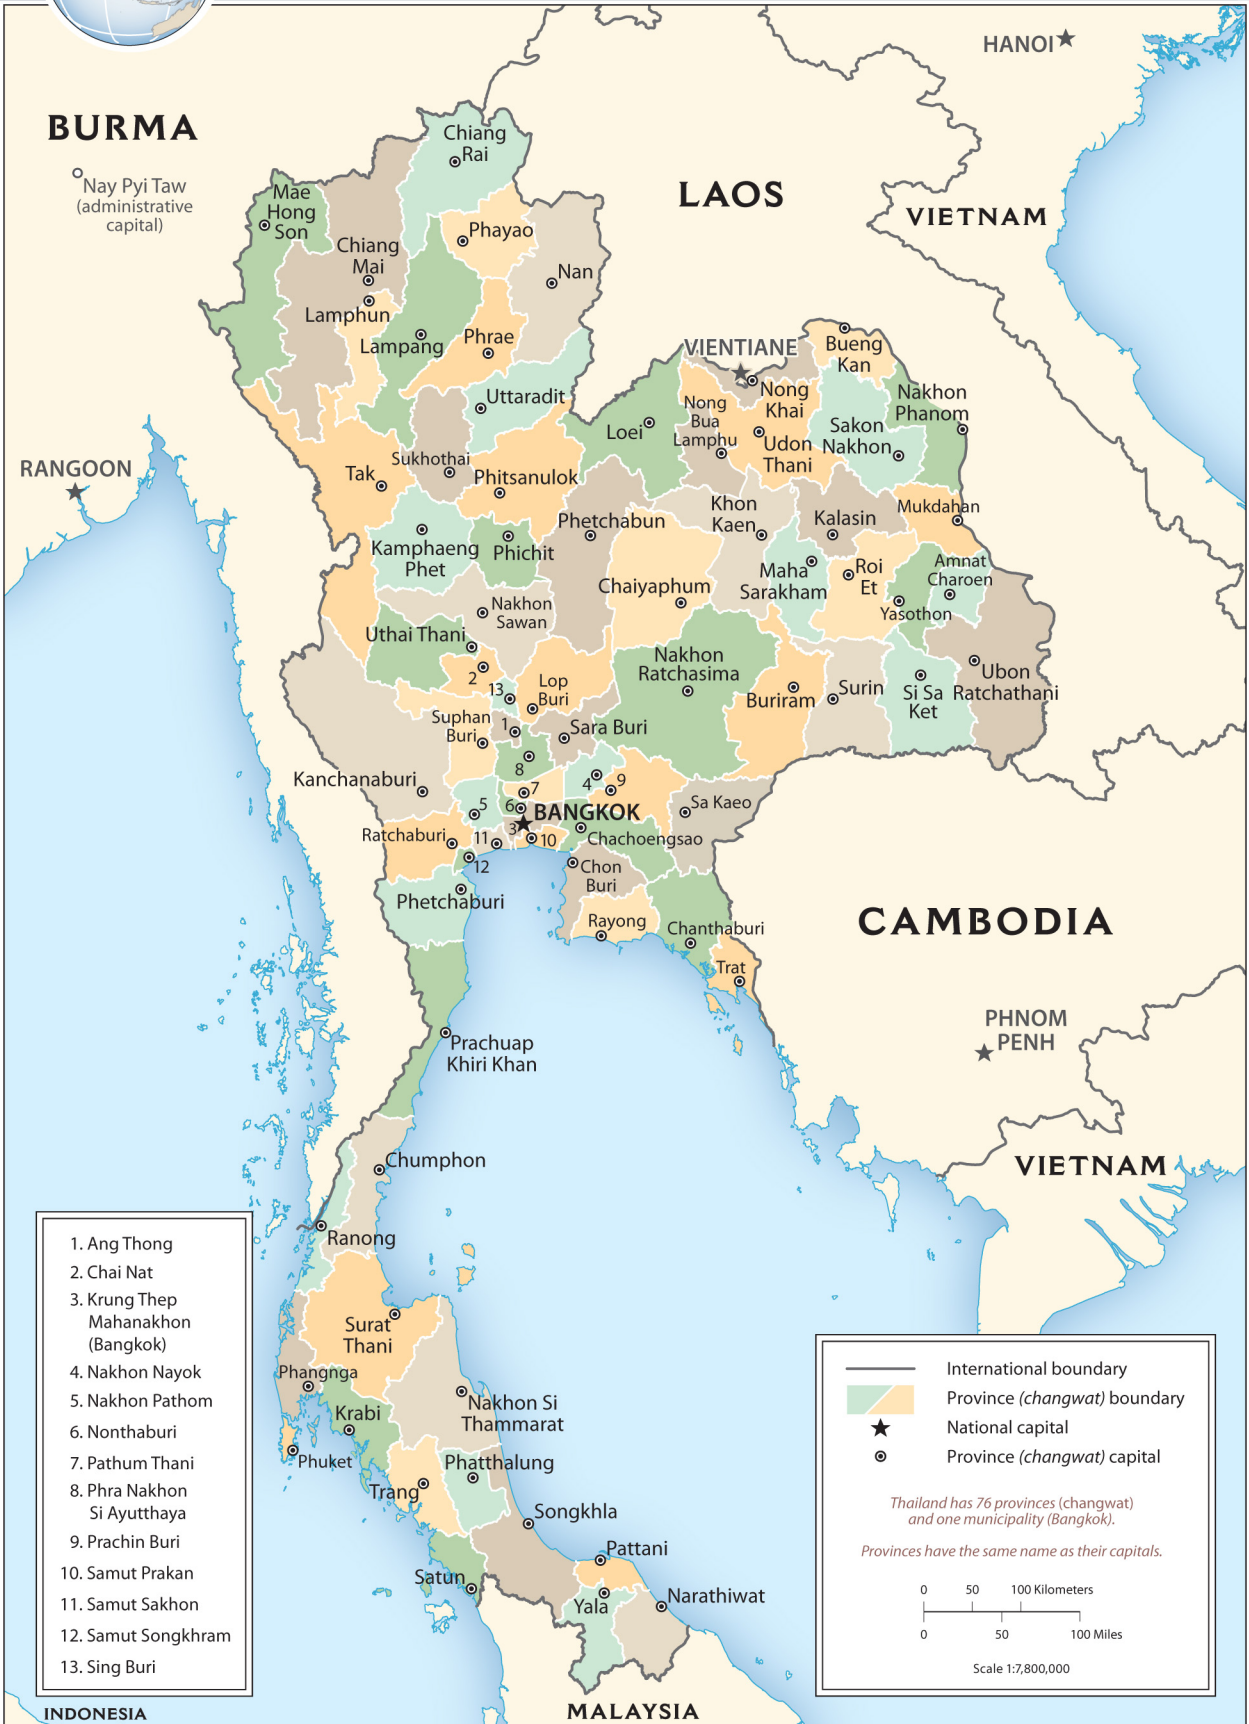 HANOI
BURMA
Nay Pyi Taw
(administrative
capital)
LAOS
VIETNAM
Chiang
Rai
Mae
Hong
Son
Phayao
Chiang
Mai
Nan
Lamphun
Lampang
Phrae
VIENTIANE
Bueng
Kan
Uttaradit
Nong
Khai
Nakhon
Phanom
Nong
Bua
Lamphu
Loei
Udon
Thani
Sakon
Nakhon
RANGOON
Tak
Sukhothai
Phitsanulok
Phetchabun
Khon
Kaen
Kalasin
Mukdahan
Kamphaeng
Phet
Phichit
Chaiyaphum
Maha
Sarakham
Roi
Et
Amnat
Charoen
Yasothon
Nakhon
Sawan
Uthai Thani
2
13
Lop
Buri
Nakhon
Ratchasima
Buriram
Surin
Si Sa
Ket
Ubon
Ratchathani
Suphan
Buri
1
Sara Buri
8
Kanchanaburi
7
4
9
5
6
BANGKOK
Sa Kaeo
Ratchaburi
11
3
10
Chachoengsao
12
Chon
Buri
Phetchaburi
Rayong
Chanthaburi
Trat
CAMBODIA
Prachuap
Khiri Khan
PHNOM
PENH
Chumphon
VIETNAM
Ranong
Surat
Thani
Phangnga
Nakhon Si
Thammarat
Krabi
Phuket
Phatthalung
Trang
Songkhla
Pattani
Satun
Yala
Narathiwat
MALAYSIA
INDONESIA
1. Ang Thong
2. Chai Nat
3. Krung Thep
Mahanakhon
(Bangkok)
4. Nakhon Nayok
5. Nakhon Pathom
6. Nonthaburi
7. Pathum Thani
8. Phra Nakhon
Si Ayutthaya
9. Prachin Buri
10. Samut Prakan
11. Samut Sakhon
12. Samut Songkhram
13. Sing Buri
International boundary
Province (changwat) boundary
National capital
Province (changwat) capital
Thailand has 76 provinces (changwat)
and one municipality (Bangkok).
Provinces have the same name as their capitals.
0 50 100 Kilometers
0 50 100 Miles
Scale 1:7,800,000